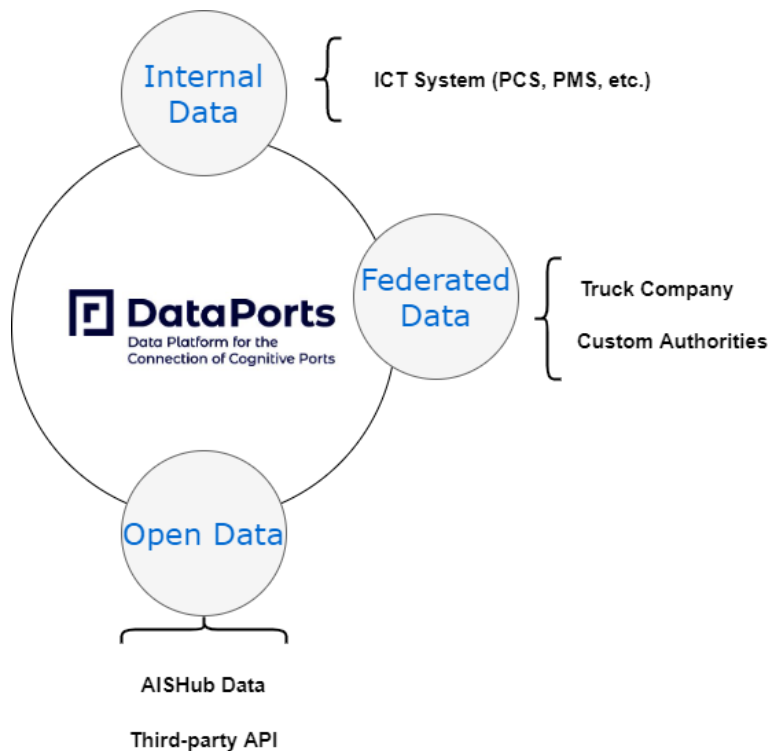 Internal
Data
ICT System (PCS, PMS, etc.)
Federated
Data
Truck Company
Custom Authorities
DataPorts
Data Platform for the
Connection of Cognitive Ports
Open Data
AISHub Data
Third-party API